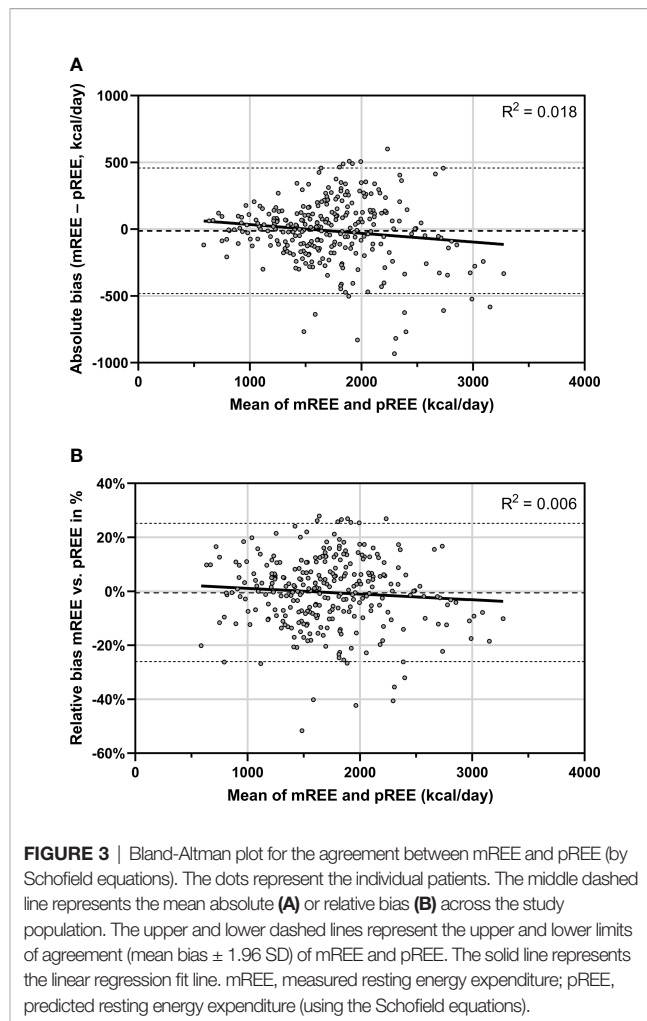 A
1000
R² = 0.018
500
0
-500
-1000
Absolute bias (mREE – pREE, kcal/day)
0 1000 2000 3000 4000
Mean of mREE and pREE (kcal/day)
B
40%
R² = 0.006
20%
0%
-20%
-40%
-60%
Relative bias mREE vs. pREE in %
0 1000 2000 3000 4000
Mean of mREE and pREE (kcal/day)
FIGURE 3 | Bland-Altman plot for the agreement between mREE and pREE (by
Schofield equations). The dots represent the individual patients. The middle dashed
line represents the mean absolute (A) or relative bias (B) across the study
population. The upper and lower dashed lines represent the upper and lower limits
of agreement (mean bias ± 1.96 SD) of mREE and pREE. The solid line represents
the linear regression fit line. mREE, measured resting energy expenditure; pREE,
predicted resting energy expenditure (using the Schofield equations).